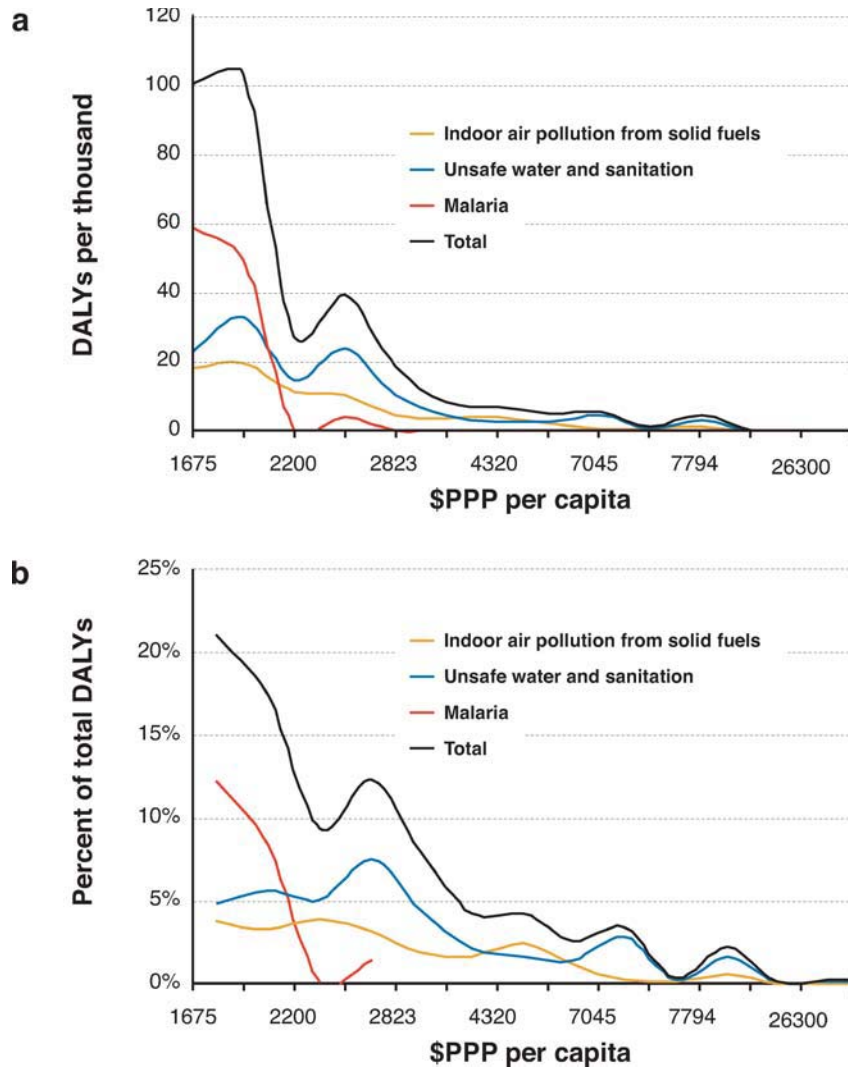 a
120
100
80
60
40
20
0
DALYs per thousand
Indoor air pollution from solid fuels
Unsafe water and sanitation
Malaria
Total
1675 2200 2823 4320 7045 7794 26300
$PPP per capita
b
25%
20%
15%
10%
5%
0%
Percent of total DALYs
Indoor air pollution from solid fuels
Unsafe water and sanitation
Malaria
Total
1675 2200 2823 4320 7045 7794 26300
$PPP per capita